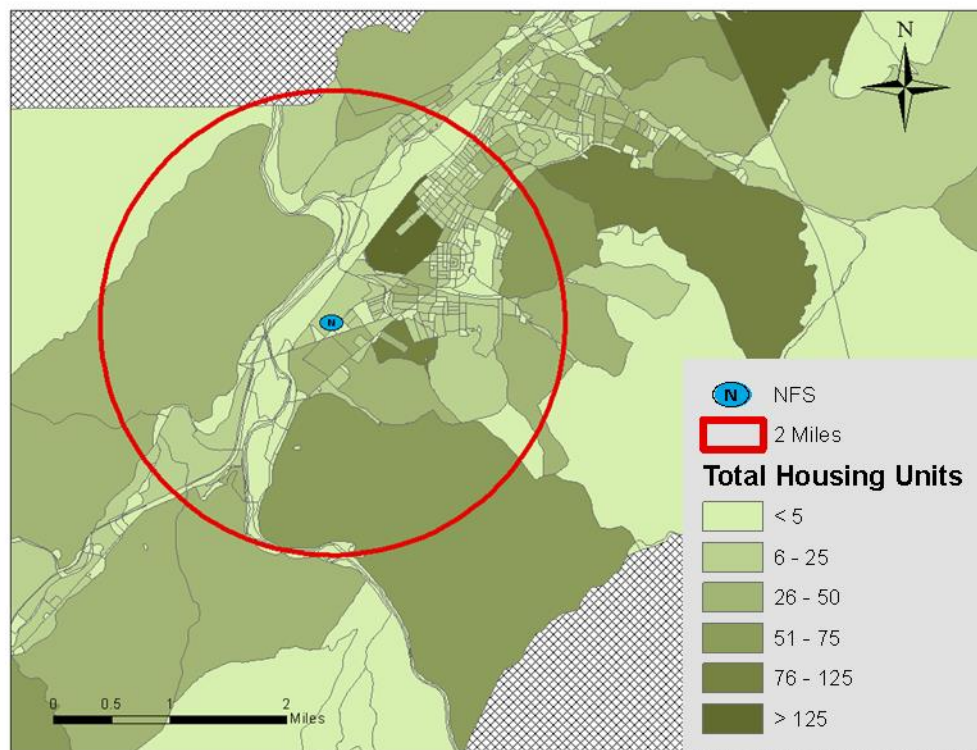 N
N
N NFS
2 Miles
Total Housing Units
< 5
6 - 25
26 - 50
51 - 75
76 - 125
> 125
0 0.5 1 2
Miles